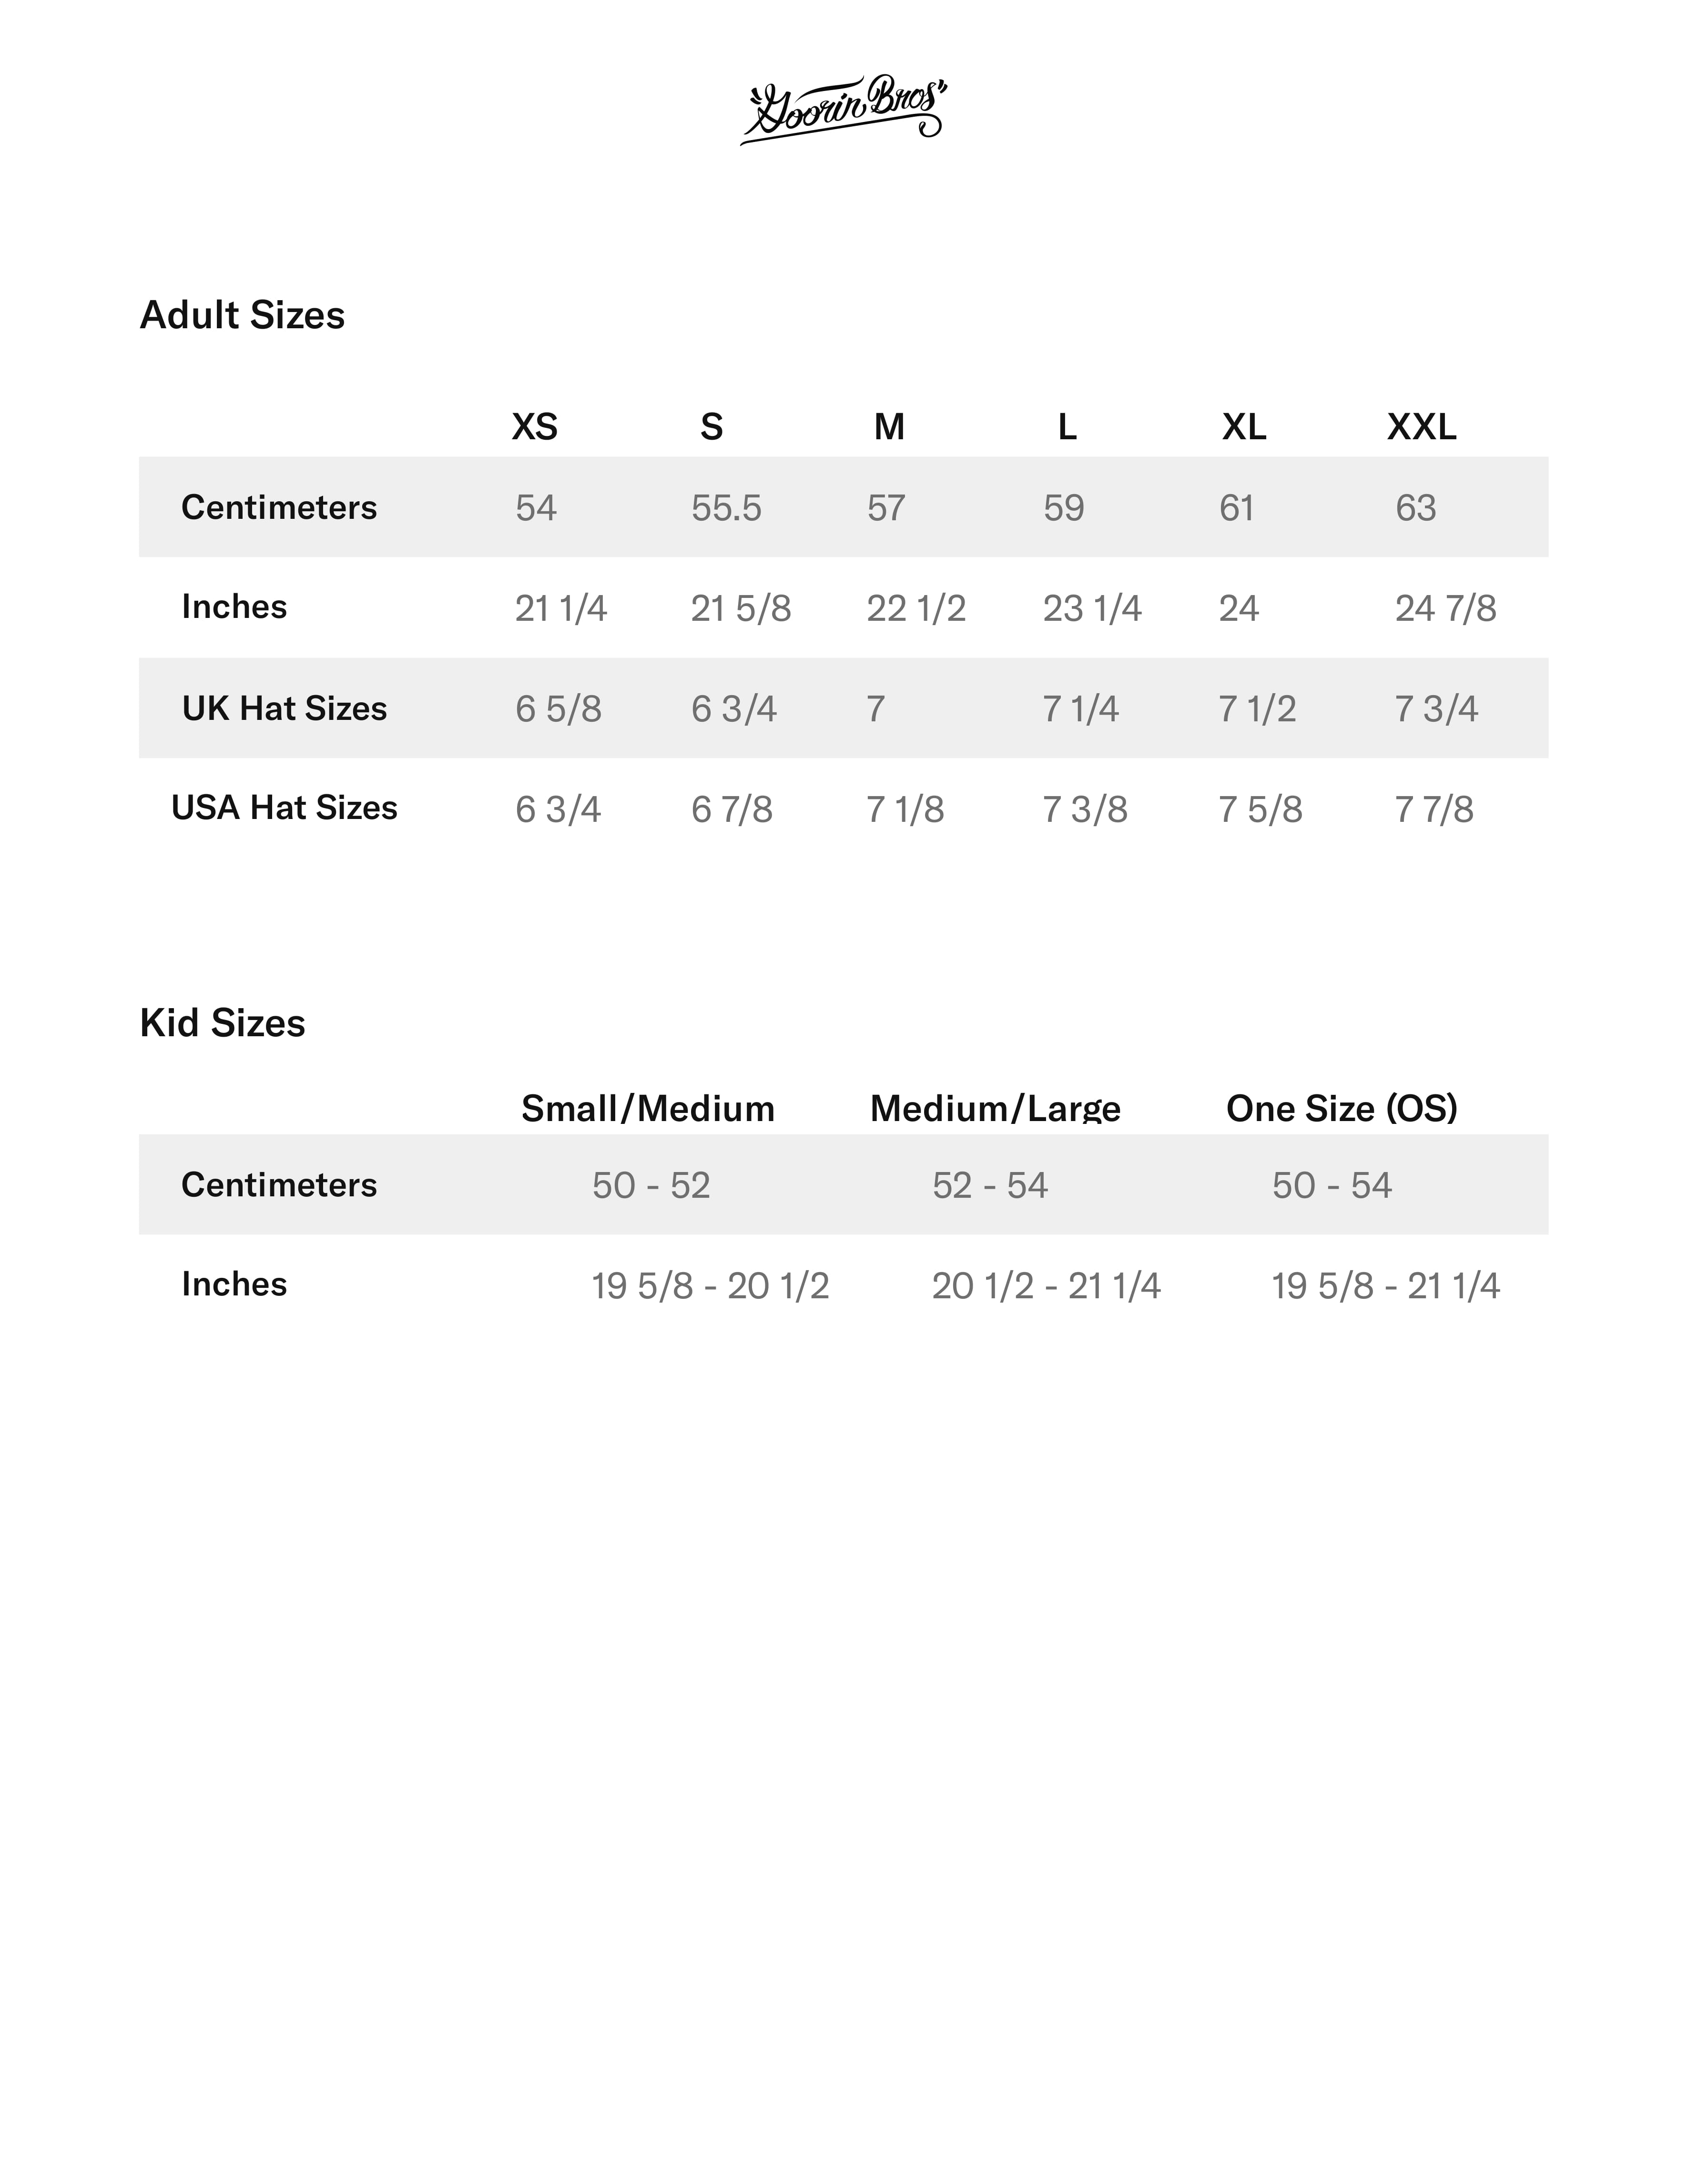 "Goorin Bros"
Adult Sizes
XS S M L XL XXL
Centimeters 54 55.5 57 59 61 63
Inches 21 1/4 21 5/8 22 1/2 23 1/4 24 24 7/8
UK Hat Sizes 6 5/8 6 3/4 7 7 1/4 7 1/2 7 3/4
USA Hat Sizes 6 3/4 6 7/8 7 1/8 7 3/8 7 5/8 7 7/8
Kid Sizes
Small/Medium Medium/Large One Size (OS)
Centimeters 50 - 52 52 - 54 50 - 54
Inches 19 5/8 - 20 1/2 20 1/2 - 21 1/4 19 5/8 - 21 1/4